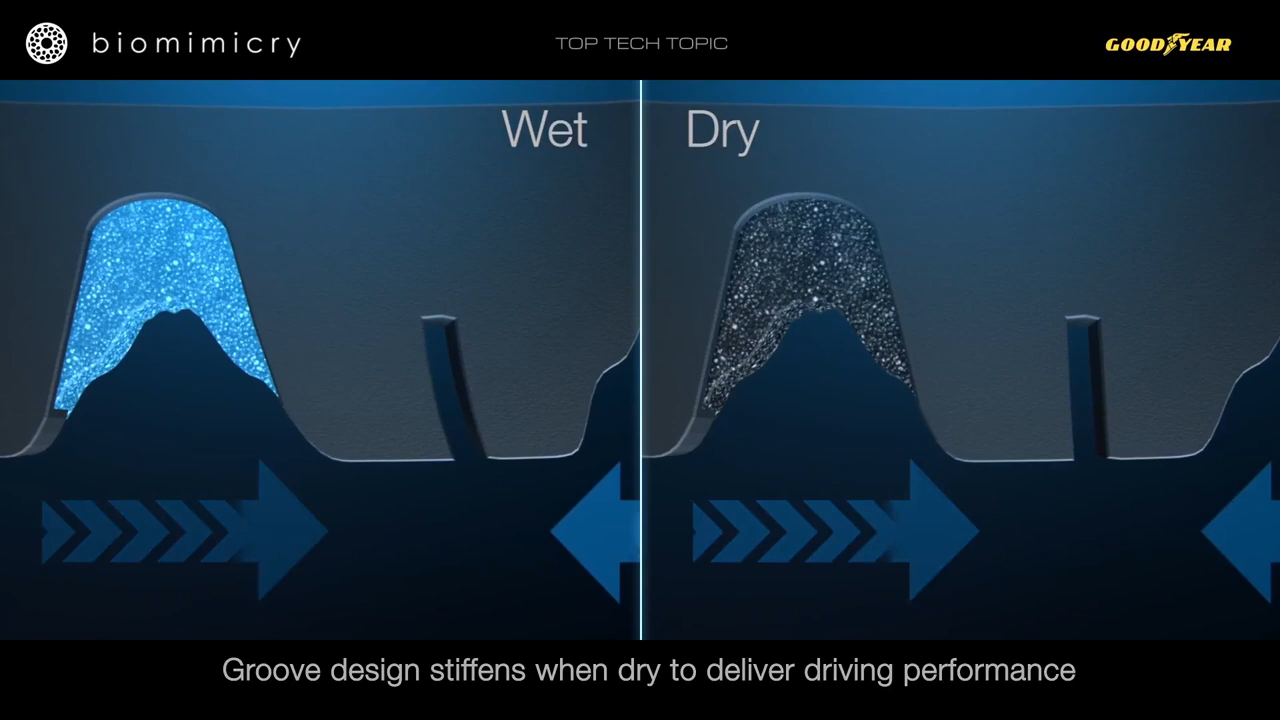 biomimicry
TOP TECH TOPIC
GOODYEAR
Wet
Dry
Groove design stiffens when dry to deliver driving performance